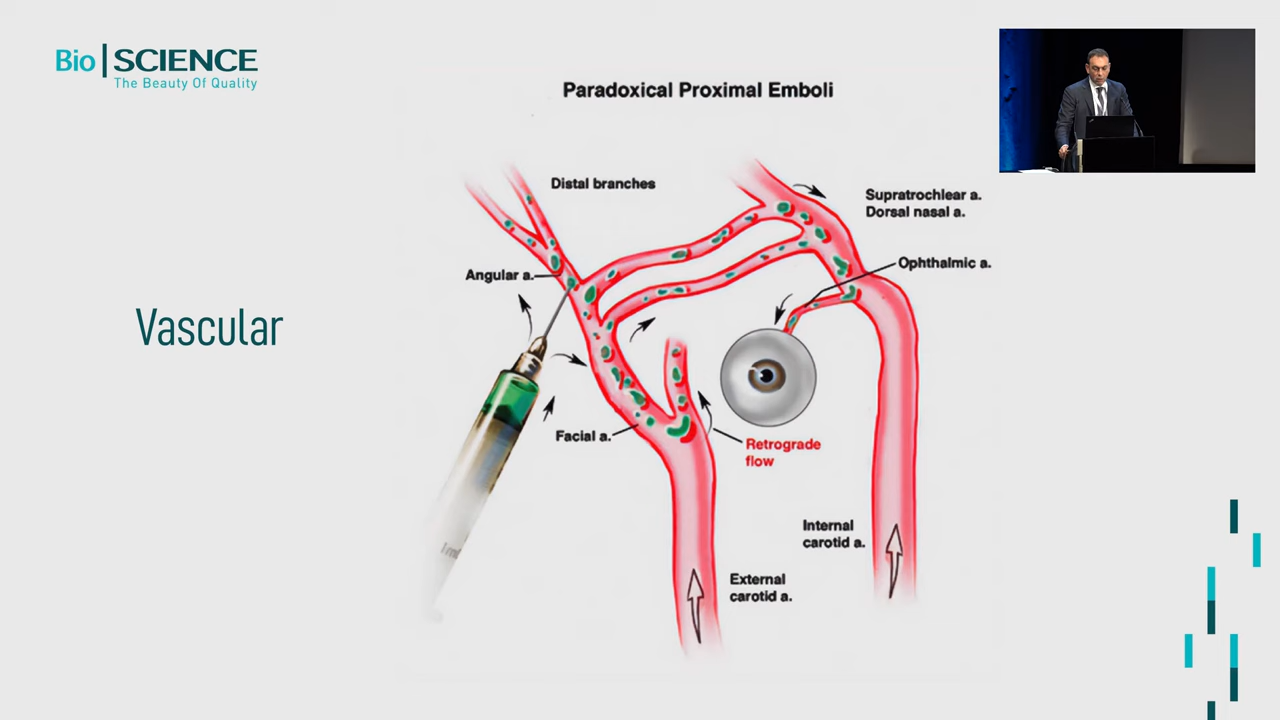 Bio|SCIENCE
The Beauty Of Quality
Paradoxical Proximal Emboli
Distal branches
Supratrochlear a.
Dorsal nasal a.
Angular a.
Ophthalmic a.
Vascular
Facial a.
Retrograde
flow
Internal
carotid a.
External
carotid a.